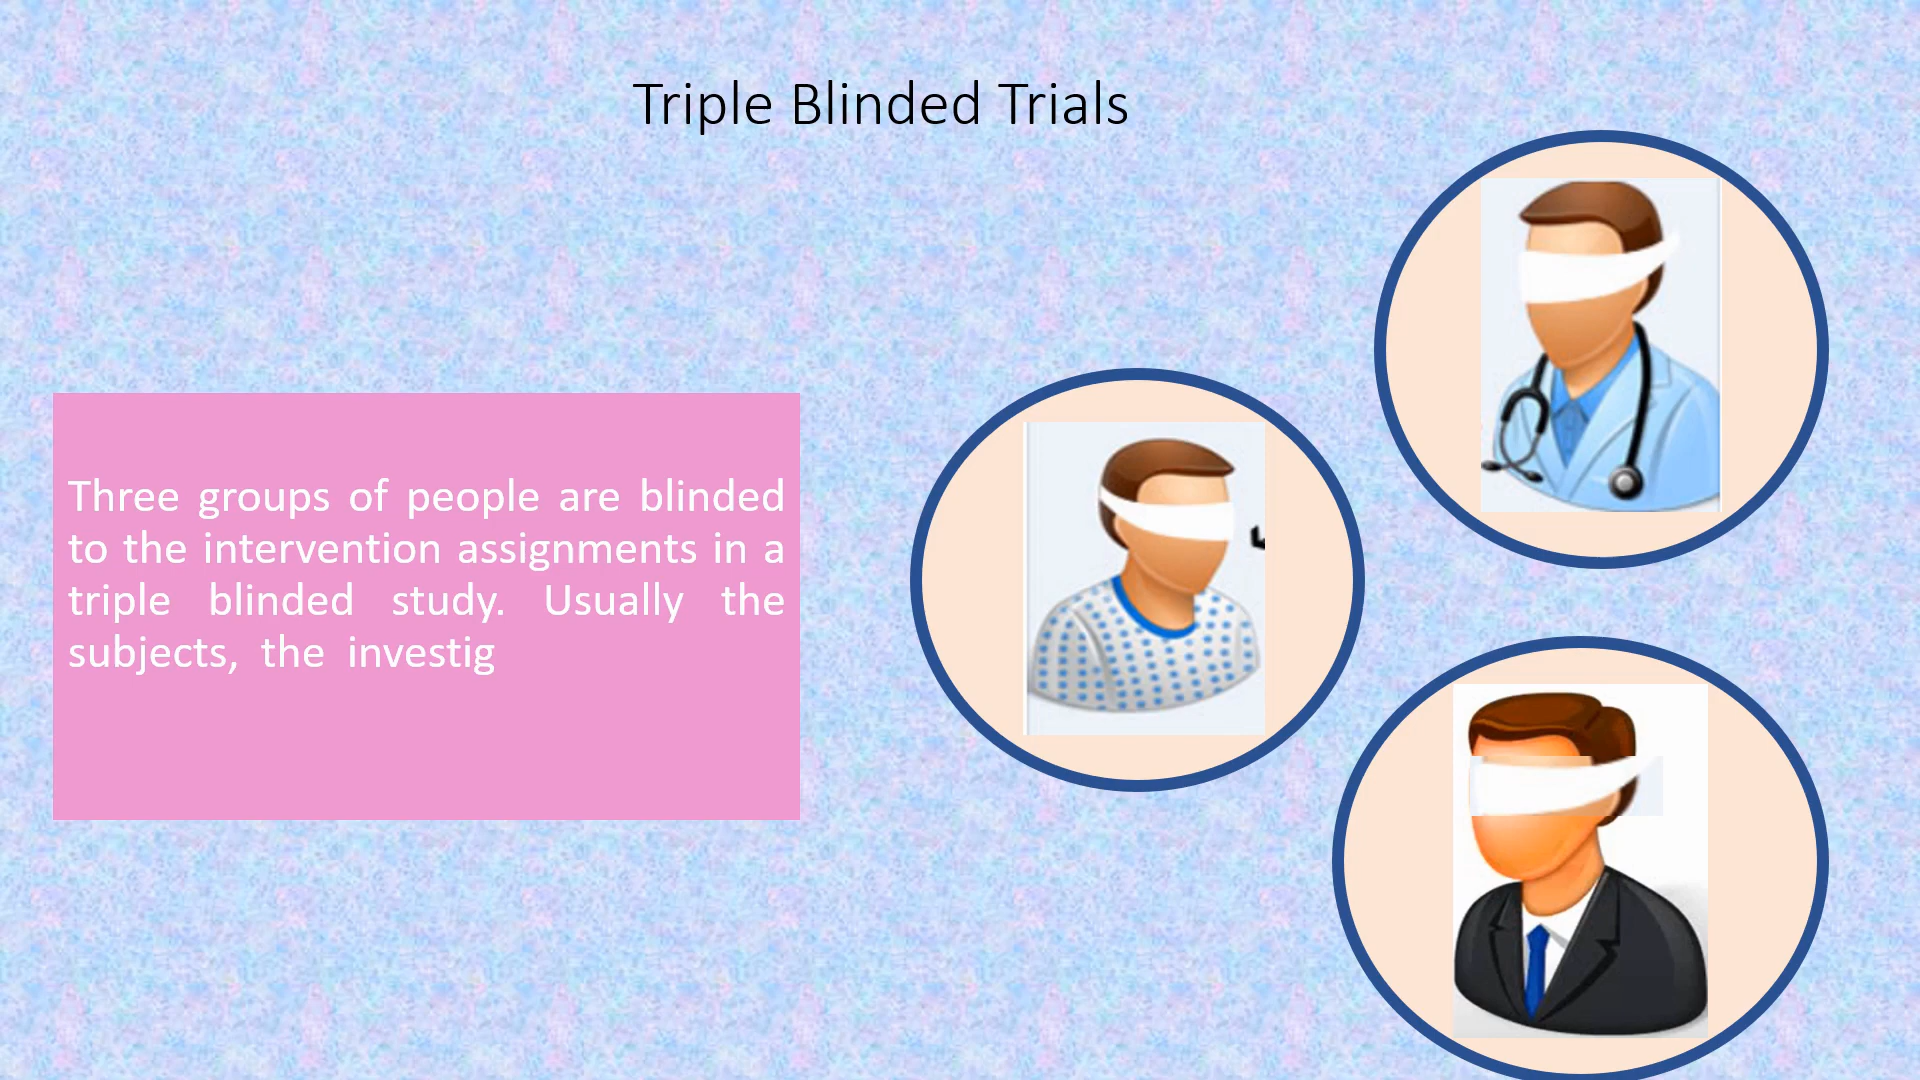 Triple Blinded Trials
Three groups of people are blinded
to the intervention assignments in a
triple blinded study. Usually the
subjects, the investig